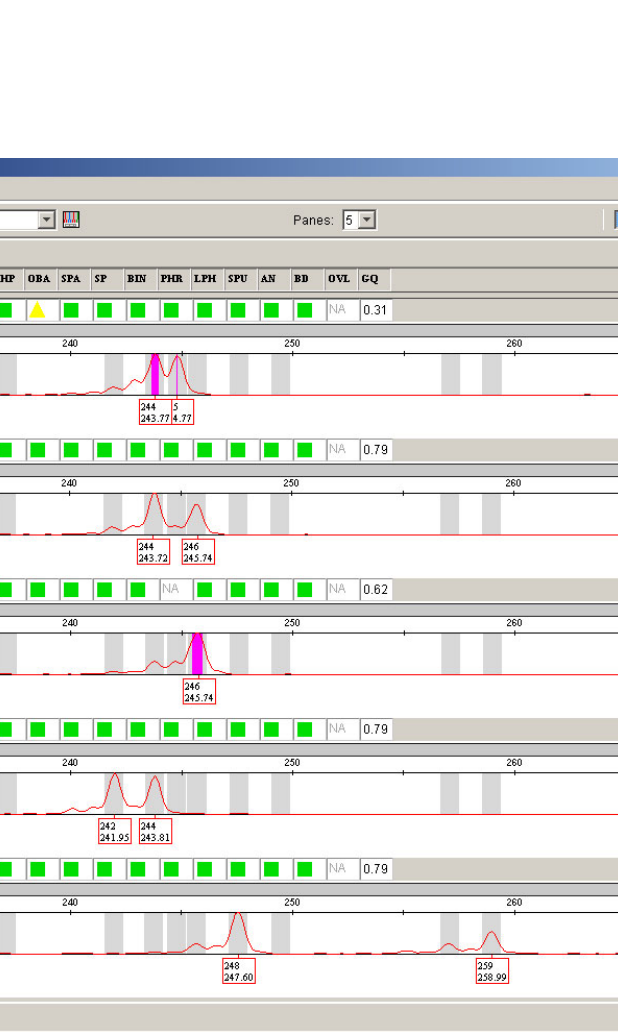 Panes: 5
HP OBA SPA SP BIN PHR LPH SPU AN BD OVL GQ
NA 0.31
240 250 260
244 5
243.77 4.77
NA 0.79
240 250 260
244 246
243.72 245.74
NA NA 0.62
240 250 260
246
245.74
NA 0.79
240 250 260
242 244
241.95 243.81
NA 0.79
240 250 260
248 259
247.60 258.99